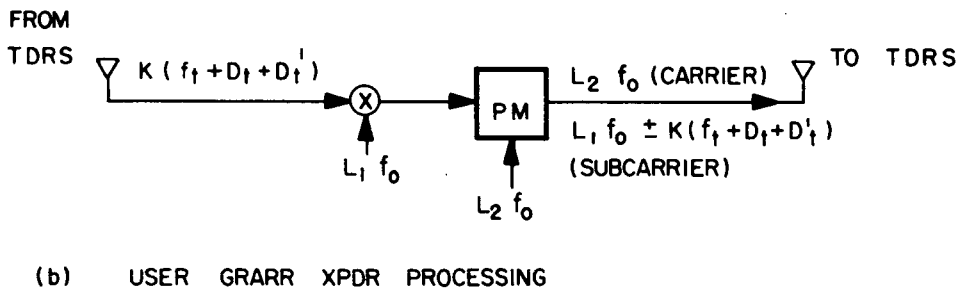 FROM
TDRS
K(f_t + D_t + D_t')
X
L_1 f_0
PM
L_2 f_0
L_2 f_0 (CARRIER)
L_1 f_0 ± K(f_t + D_t + D'_t)
(SUBCARRIER)
TO TDRS
(b) USER GRARR XPDR PROCESSING